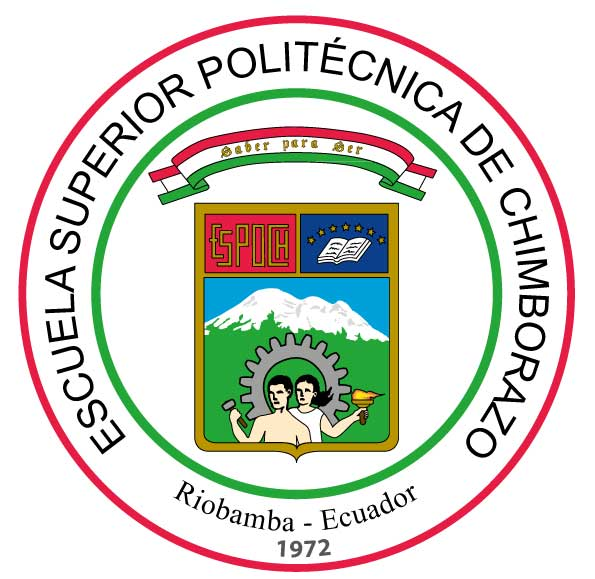 ESCUELA SUPERIOR POLITÉCNICA DE CHIMBORAZO
Saber para Ser
ESPOCH
Riobamba - Ecuador
1972